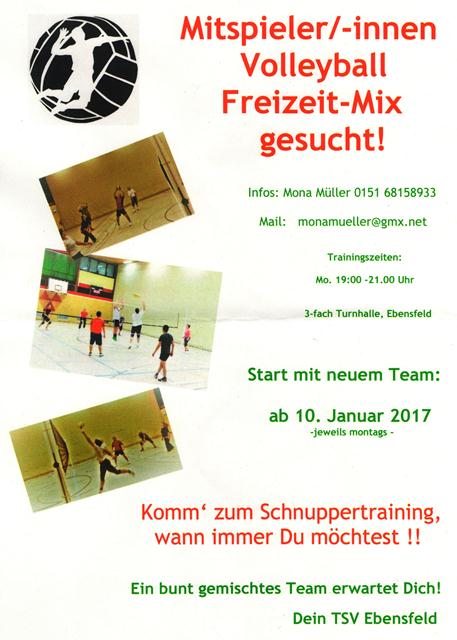 Mitspieler/-innen
Volleyball
Freizeit-Mix
gesucht!
Infos: Mona Müller 0151 68158933
Mail: monamueller@gmx.net
Trainingszeiten:
Mo. 19:00 -21.00 Uhr
3-fach Turnhalle, Ebensfeld
Start mit neuem Team:
ab 10. Januar 2017
-jeweils montags -
Komm‘ zum Schnuppertraining,
wann immer Du möchtest !!
Ein bunt gemischtes Team erwartet Dich!
Dein TSV Ebensfeld